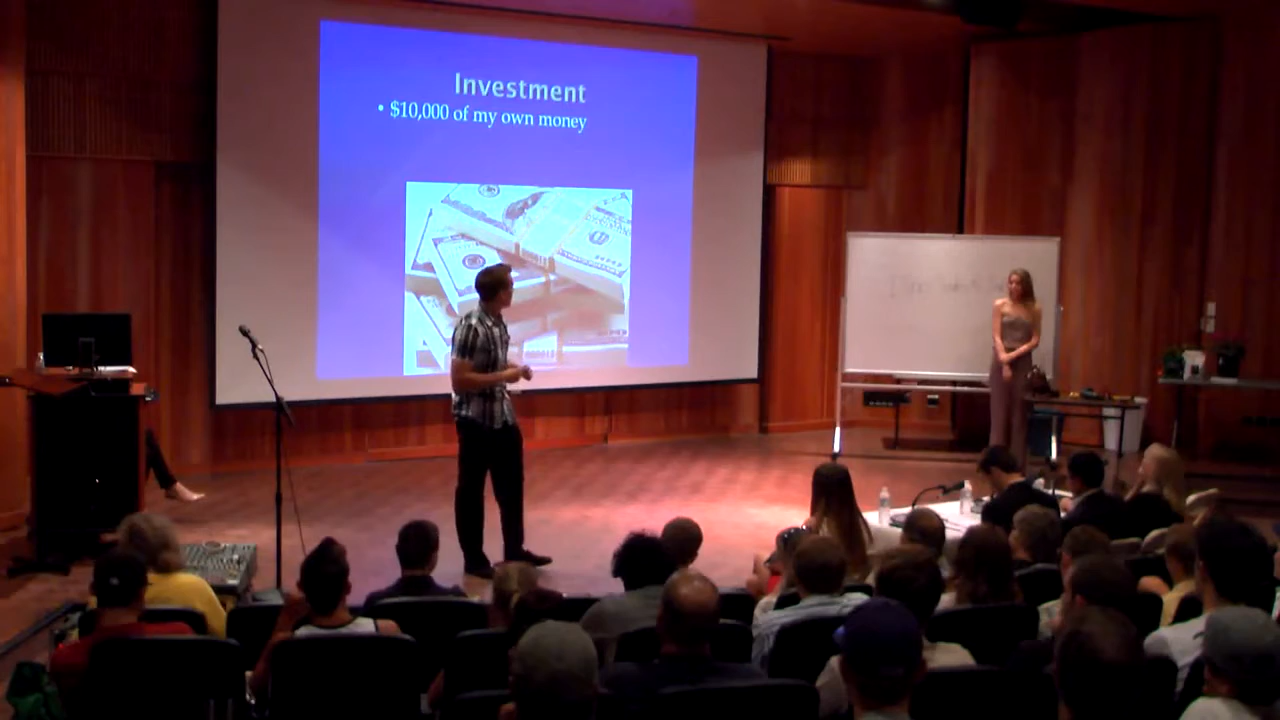 Investment
• $10,000 of my own money